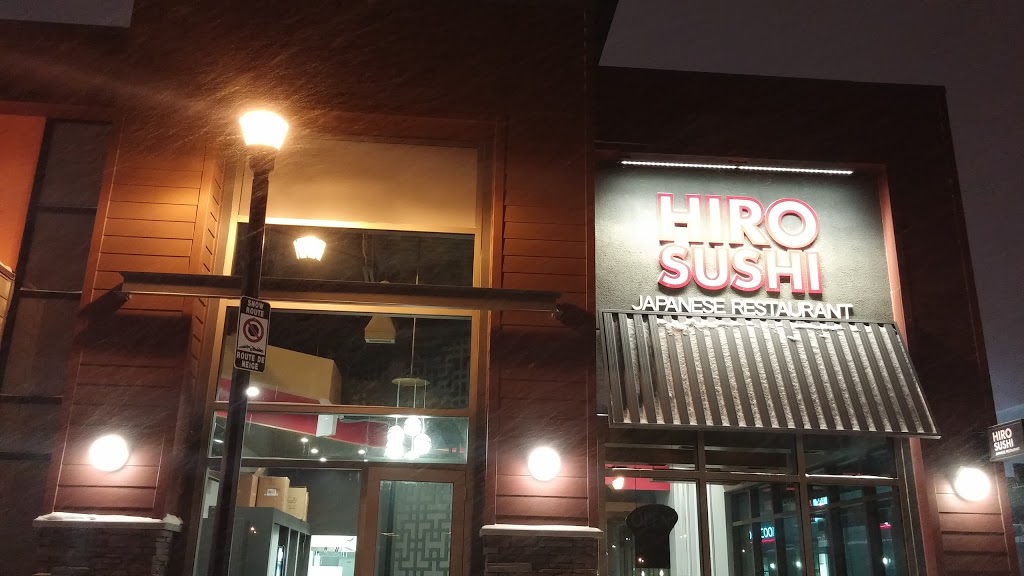 HIRO
SUSHI
JAPANESE RESTAURANT
SNOW
ROUTE
ROUTE DE
NEIGE
HIRO
SUSHI